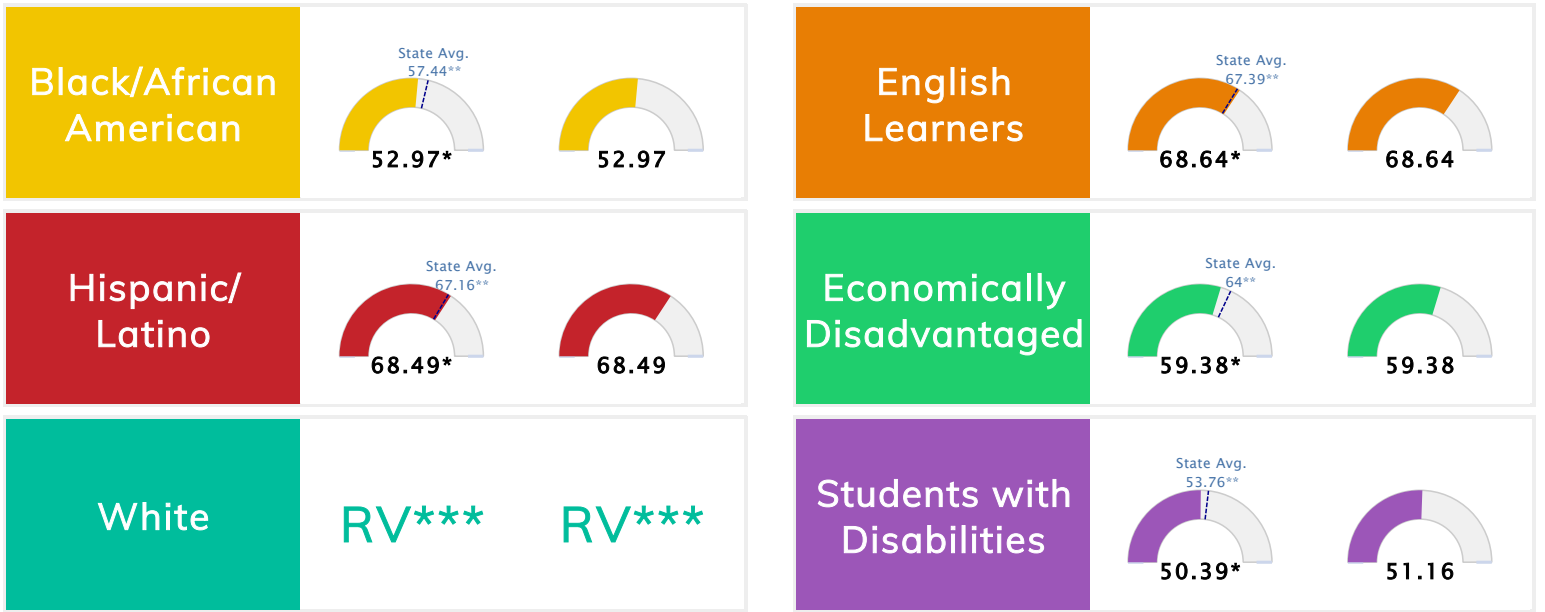 Black/African
American
State Avg.
57.44**
52.97*
52.97
English
Learners
State Avg.
67.39**
68.64*
68.64
Hispanic/
Latino
State Avg.
67.16**
68.49*
68.49
Economically
Disadvantaged
State Avg.
64**
59.38*
59.38
White
RV***
RV***
Students with
Disabilities
State Avg.
53.76**
50.39*
51.16